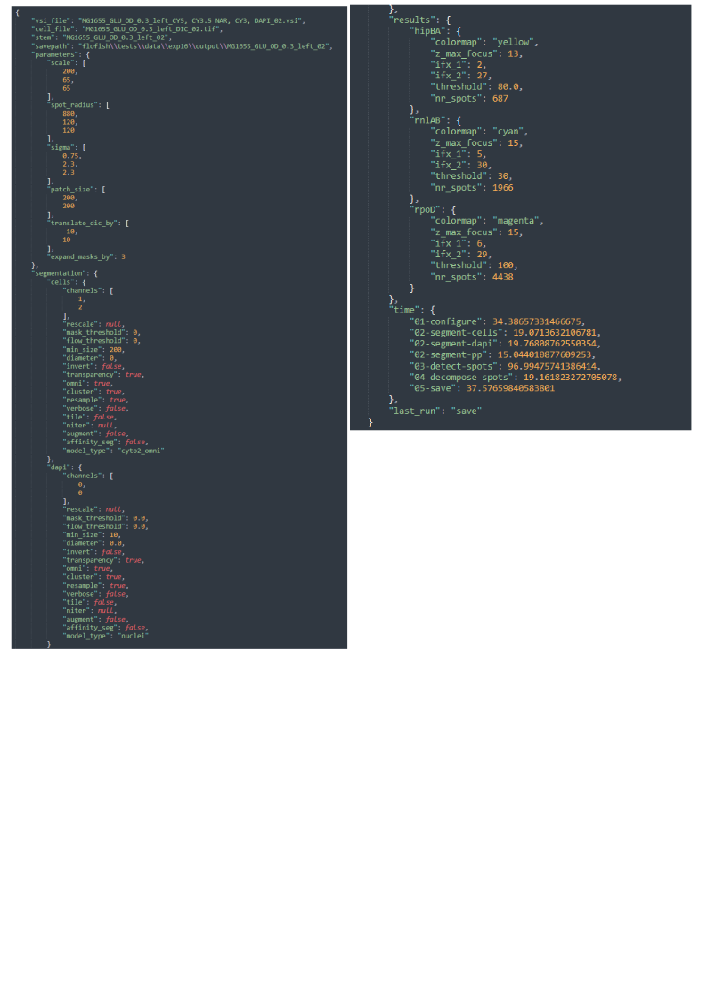 {
    "vsi_file": "MG1655_GLU_OD_0.3_left_CY5, CY3.5 NAR, CY3, DAPI_02.vsi",
    "cell_file": "MG1655_GLU_OD_0.3_left_DIC_02.tif",
    "stem": "MG1655_GLU_OD_0.3_left_02",
    "savepath": "flofish\\tests\\data\\exp16\\output\\MG1655_GLU_OD_0.3_left_02",
    "parameters": {
        "scale": [
            200,
            65,
            65
        ],
        "spot_radius": [
            880,
            120,
            120
        ],
        "sigma": [
            0.75,
            2.3,
            2.3
        ],
        "patch_size": [
            200,
            200
        ],
        "translate_dic_by": [
            -10,
            10
        ],
        "expand_masks_by": 3
    },
    "segmentation": {
        "cells": {
            "channels": [
                1,
                2
            ],
            "rescale": null,
            "mask_threshold": 0,
            "flow_threshold": 0,
            "min_size": 200,
            "diameter": 0,
            "invert": false,
            "transparency": true,
            "omni": true,
            "cluster": true,
            "resample": true,
            "verbose": false,
            "tile": false,
            "niter": null,
            "augment": false,
            "affinity_seg": false,
            "model_type": "cyto2_omni"
        },
        "dapi": {
            "channels": [
                0,
                0
            ],
            "rescale": null,
            "mask_threshold": 0.0,
            "flow_threshold": 0.0,
            "min_size": 10,
            "diameter": 0.0,
            "invert": false,
            "transparency": true,
            "omni": true,
            "cluster": true,
            "resample": true,
            "verbose": false,
            "tile": false,
            "niter": null,
            "augment": false,
            "affinity_seg": false,
            "model_type": "nuclei"
        }
    },
    "results": {
        "hipBA": {
            "colormap": "yellow",
            "z_max_focus": 13,
            "ifx_1": 2,
            "ifx_2": 27,
            "threshold": 80.0,
            "nr_spots": 687
        },
        "rnlAB": {
            "colormap": "cyan",
            "z_max_focus": 15,
            "ifx_1": 5,
            "ifx_2": 30,
            "threshold": 30,
            "nr_spots": 1966
        },
        "rpoD": {
            "colormap": "magenta",
            "z_max_focus": 15,
            "ifx_1": 6,
            "ifx_2": 29,
            "threshold": 100,
            "nr_spots": 4438
        }
    },
    "time": {
        "01-configure": 34.38657331466675,
        "02-segment-cells": 19.0713632106781,
        "02-segment-dapi": 19.76808762550354,
        "02-segment-pp": 15.044010877609253,
        "03-detect-spots": 96.99475741386414,
        "04-decompose-spots": 19.161823272705078,
        "05-save": 37.57659840583801
    },
    "last_run": "save"
}